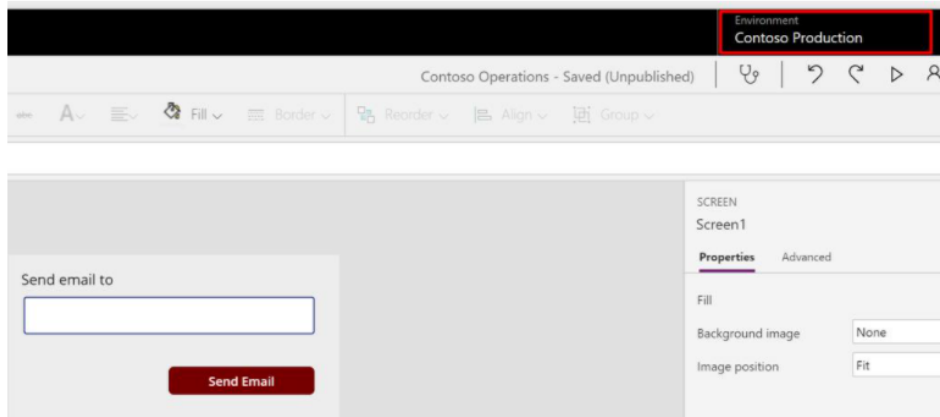 Environment
Contoso Production
Contoso Operations - Saved (Unpublished)
abc A Fill Border Reorder Align Group
SCREEN
Screen1
Properties Advanced
Send email to
Fill
Background image None
Image position Fit
Send Email